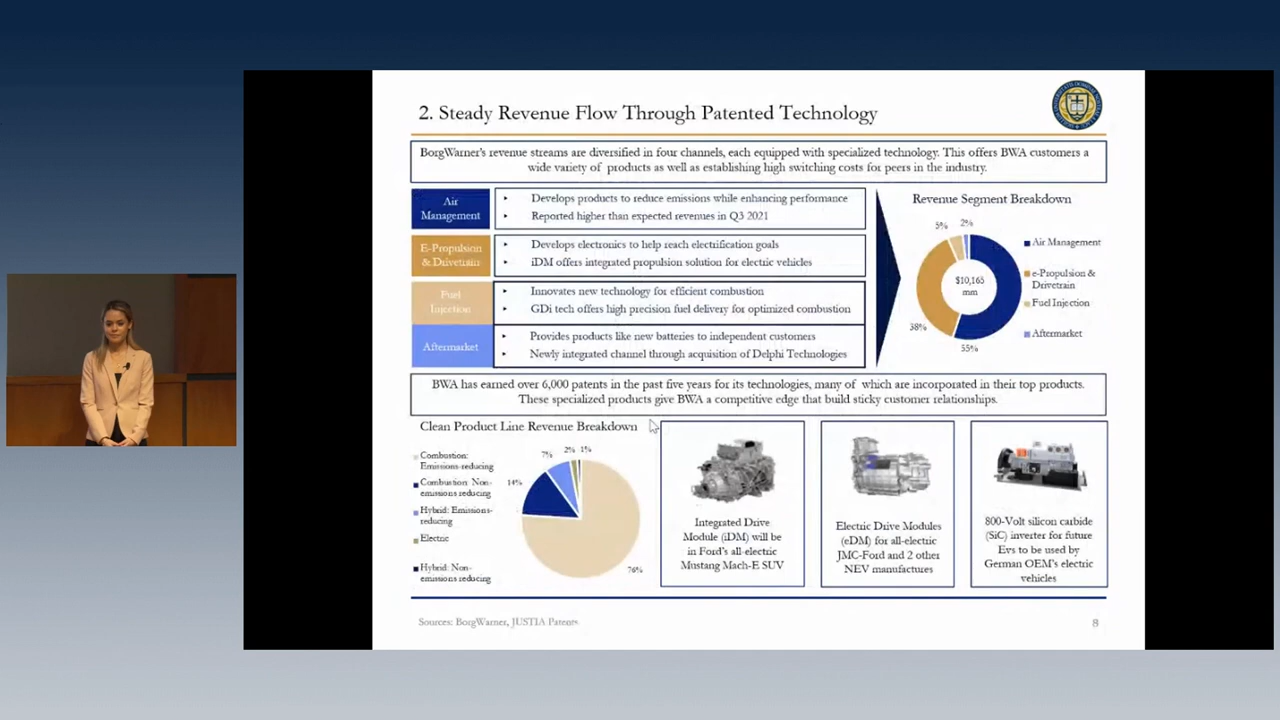 2. Steady Revenue Flow Through Patented Technology
BorgWarner's revenue streams are diversified in four channels, each equipped with specialized technology. This offers BWA customers a
wide variety of products as well as establishing high switching costs for peers in the industry.
Air
Management
▸ Develops products to reduce emissions while enhancing performance
▸ Reported higher than expected revenues in Q3 2021
E-Propulsion
& Drivetrain
▸ Develops electronics to help reach electrification goals
▸ iDM offers integrated propulsion solution for electric vehicles
Fuel
Injection
▸ Innovates new technology for efficient combustion
▸ GDi tech offers high precision fuel delivery for optimized combustion
Aftermarket
▸ Provides products like new batteries to independent customers
▸ Newly integrated channel through acquisition of Delphi Technologies
Revenue Segment Breakdown
5%
2%
$10,165
mm
38%
55%
Air Management
e-Propulsion &
Drivetrain
Fuel Injection
Aftermarket
BWA has earned over 6,000 patents in the past five years for its technologies, many of which are incorporated in their top products.
These specialized products give BWA a competitive edge that build sticky customer relationships.
Clean Product Line Revenue Breakdown
Combustion:
Emissions-reducing
Combustion: Non-
emissions reducing
Hybrid: Emissions-
reducing
Electric
Hybrid: Non-
emissions reducing
7%
2%
1%
14%
76%
Integrated Drive
Module (iDM) will be
in Ford's all-electric
Mustang Mach-E SUV
Electric Drive Modules
(eDM) for all-electric
JMC-Ford and 2 other
NEV manufactures
800-Volt silicon carbide
(SiC) inverter for future
Evs to be used by
German OEM's electric
vehicles
Sources: BorgWarner, JUSTIA Patents
8